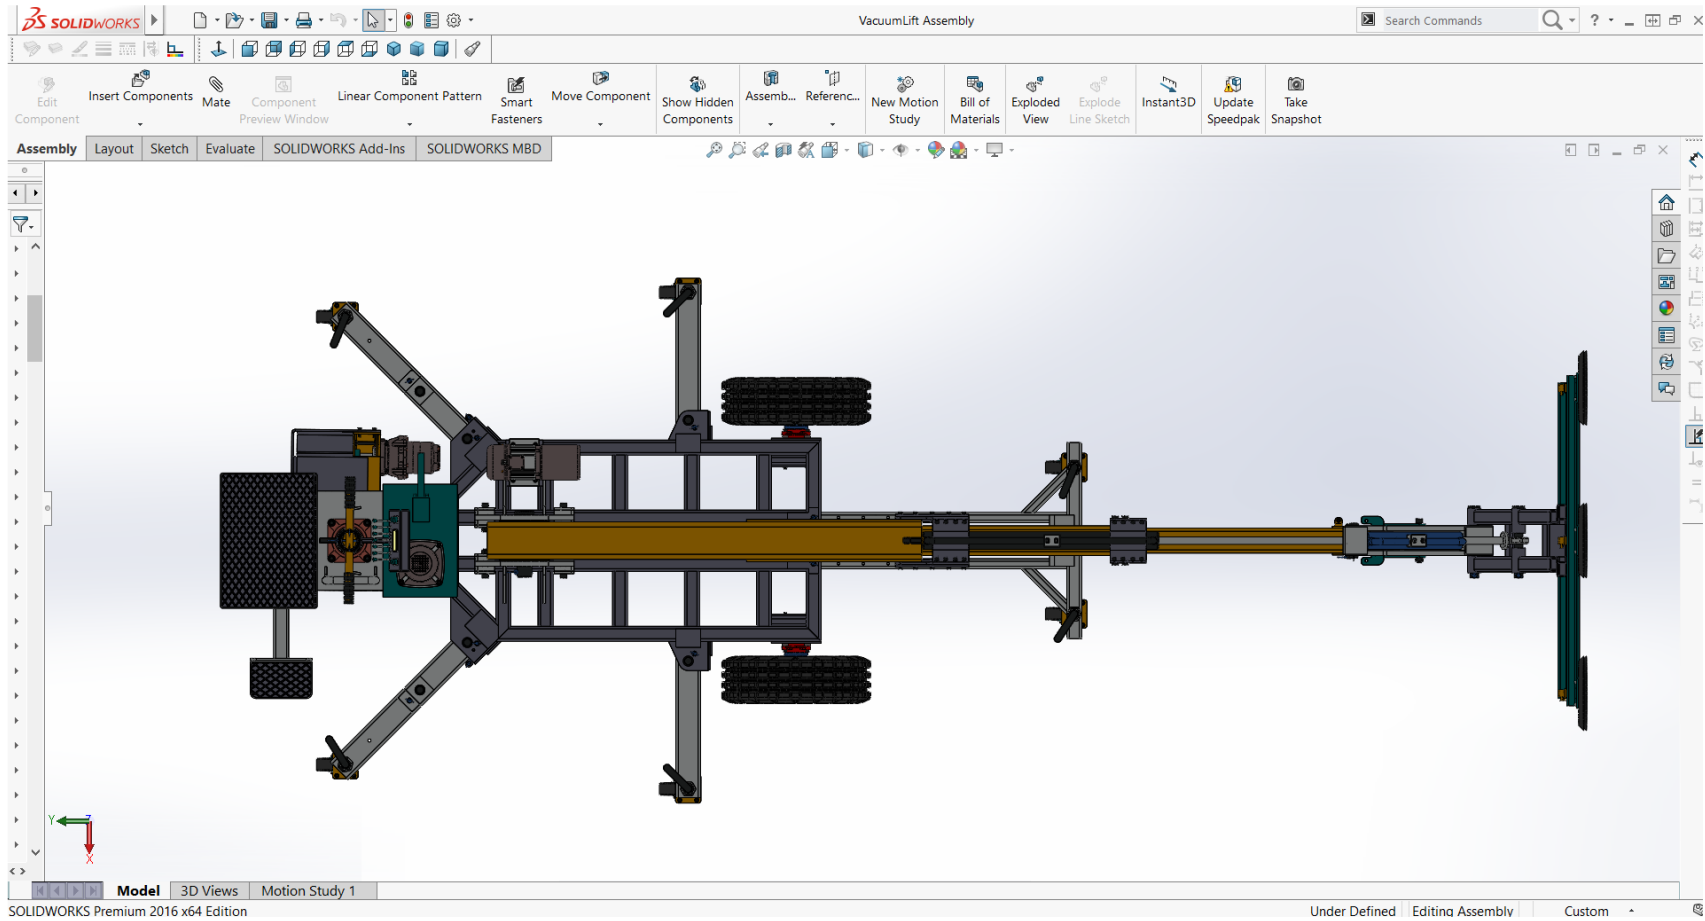 SOLIDWORKS
VacuumLift Assembly
Search Commands
Edit Component
Insert Components
Mate
Component Preview Window
Linear Component Pattern
Smart Fasteners
Move Component
Show Hidden Components
Assemb...
Referenc...
New Motion Study
Bill of Materials
Exploded View
Explode Line Sketch
Instant3D
Update Speedpak
Take Snapshot
Assembly
Layout
Sketch
Evaluate
SOLIDWORKS Add-Ins
SOLIDWORKS MBD
Y
Z
X
Model
3D Views
Motion Study 1
SOLIDWORKS Premium 2016 x64 Edition
Under Defined
Editing Assembly
Custom